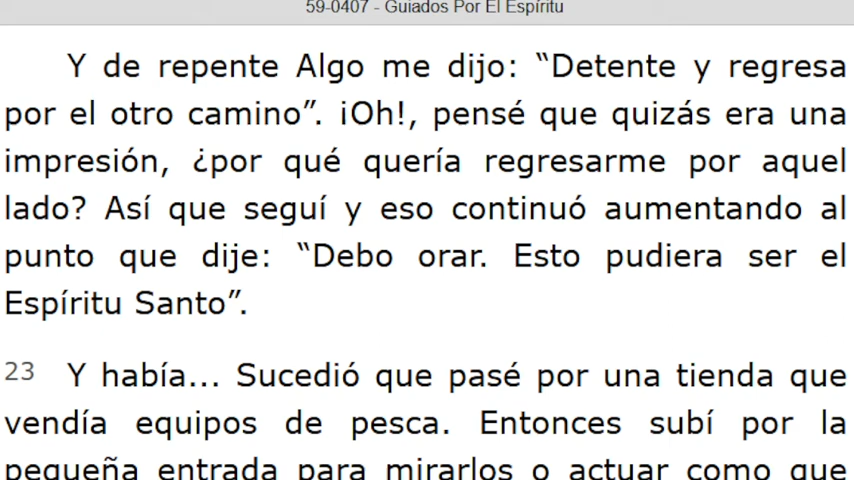 59-0407 - Guiados Por El Espíritu
Y de repente Algo me dijo: “Detente y regresa
por el otro camino”. ¡Oh!, pensé que quizás era una
impresión, ¿por qué quería regresarme por aquel
lado? Así que seguí y eso continuó aumentando al
punto que dije: “Debo orar. Esto pudiera ser el
Espíritu Santo”.
23 Y había... Sucedió que pasé por una tienda que
vendía equipos de pesca. Entonces subí por la
pequeña entrada para mirarlos o actuar como que